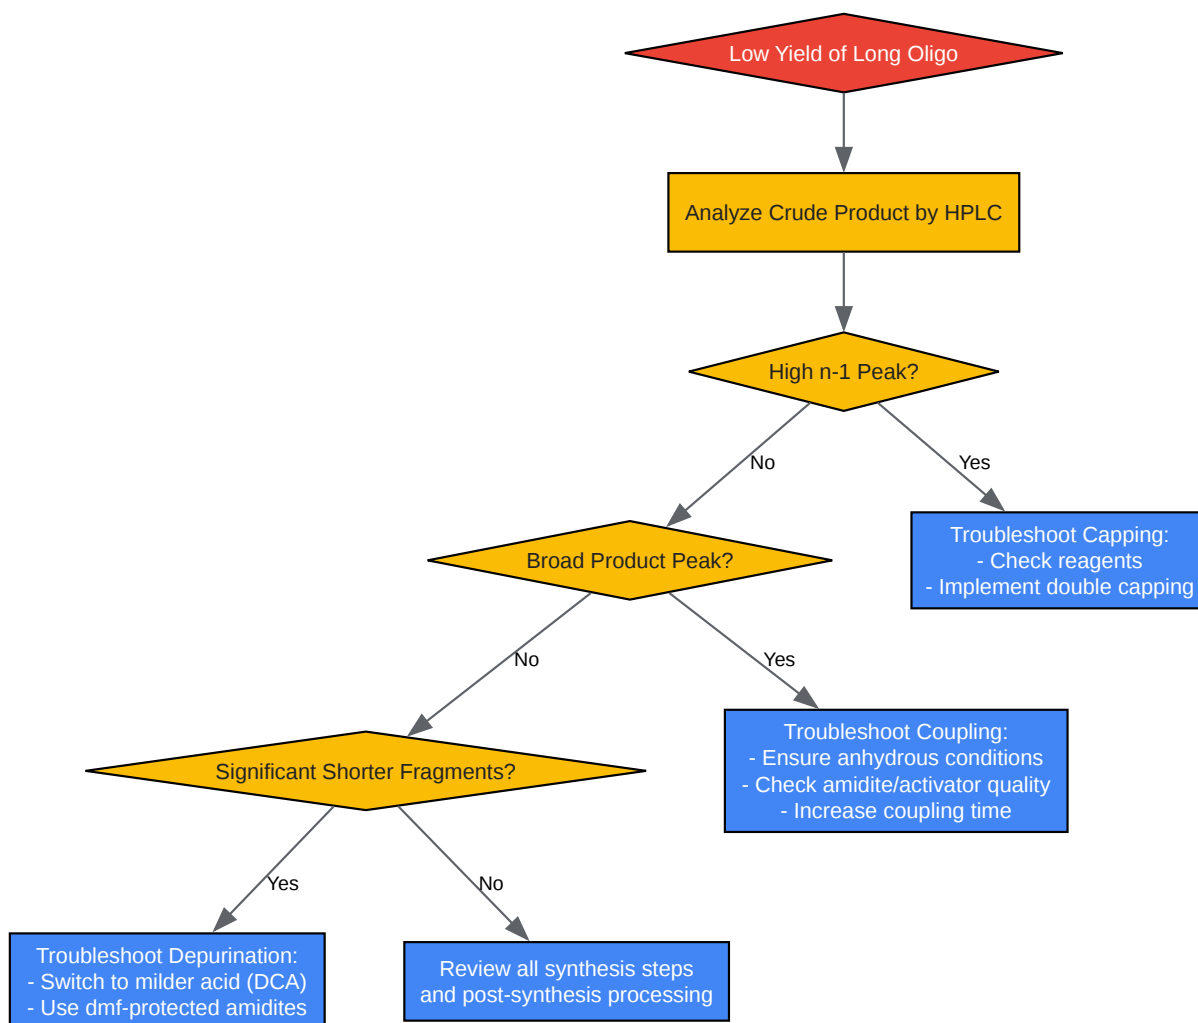 Low Yield of Long Oligo
Analyze Crude Product by HPLC
High n-1 Peak?
No
Yes
Troubleshoot Capping:
- Check reagents
- Implement double capping
Broad Product Peak?
No
Yes
Troubleshoot Coupling:
- Ensure anhydrous conditions
- Check amidite/activator quality
- Increase coupling time
Significant Shorter Fragments?
Yes
No
Troubleshoot Depurination:
- Switch to milder acid (DCA)
- Use dmf-protected amidites
Review all synthesis steps
and post-synthesis processing